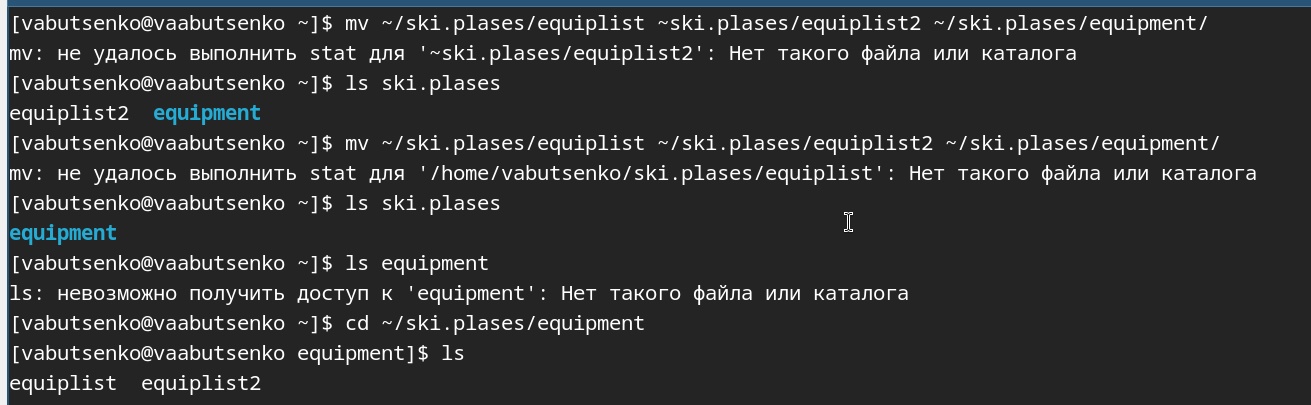 [vabutsenko@vaabutsenko ~]$ mv ~/ski.plases/equiplist ~ski.plases/equiplist2 ~/ski.plases/equipment/
mv: не удалось выполнить stat для '~ski.plases/equiplist2': Нет такого файла или каталога
[vabutsenko@vaabutsenko ~]$ ls ski.plases
equiplist2  equipment
[vabutsenko@vaabutsenko ~]$ mv ~/ski.plases/equiplist ~/ski.plases/equiplist2 ~/ski.plases/equipment/
mv: не удалось выполнить stat для '/home/vabutsenko/ski.plases/equiplist': Нет такого файла или каталога
[vabutsenko@vaabutsenko ~]$ ls ski.plases
equipment
[vabutsenko@vaabutsenko ~]$ ls equipment
ls: невозможно получить доступ к 'equipment': Нет такого файла или каталога
[vabutsenko@vaabutsenko ~]$ cd ~/ski.plases/equipment
[vabutsenko@vaabutsenko equipment]$ ls
equiplist  equiplist2